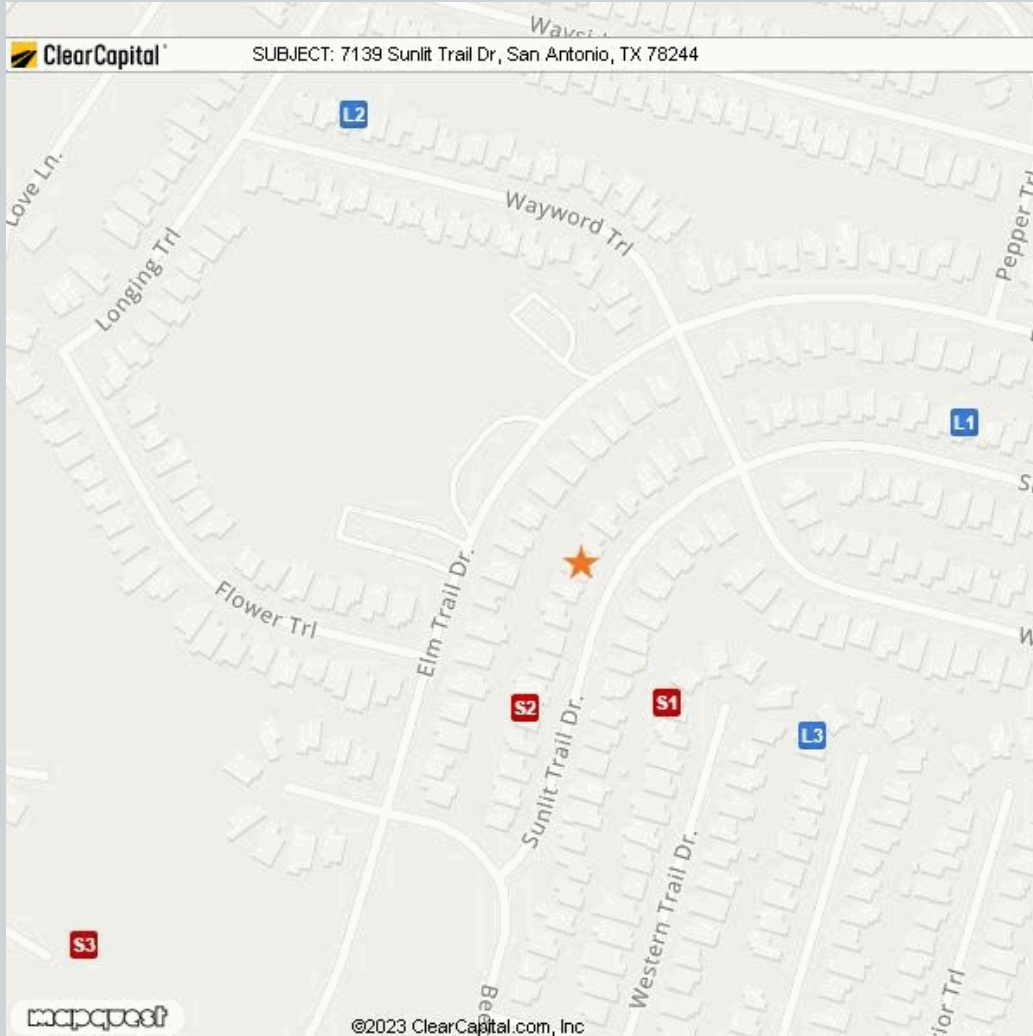 ClearCapital
SUBJECT: 7139 Sunlit Trail Dr, San Antonio, TX 78244
L2
Love Ln.
Wayword Trl
Pepper Trl
Longing Trl
L1
Elm Trail Dr.
Flower Trl
S2
S1
L3
Sunlit Trail Dr.
Western Trail Dr.
S3
mapquest
©2023 ClearCapital.com, Inc